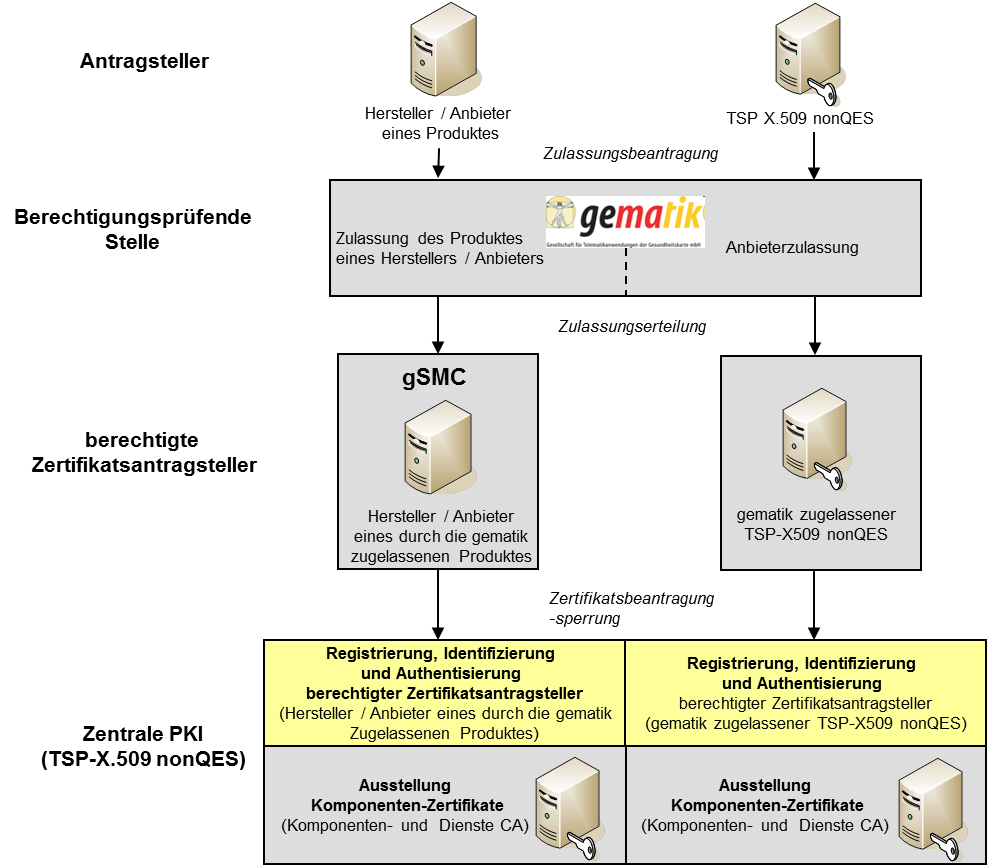 Antragsteller
Hersteller / Anbieter
eines Produktes
TSP X.509 nonQES
Zulassungsbeantragung
Berechtigungsprüfende
Stelle
gematik
Gesellschaft für Telematikanwendungen der Gesundheitskarte mbH
Zulassung des Produktes
eines Herstellers / Anbieters
Anbieterzulassung
Zulassungserteilung
berechtigte
Zertifikatsantragsteller
gSMC
Hersteller / Anbieter
eines durch die gematik
zugelassenen Produktes
gematik zugelassener
TSP-X509 nonQES
Zertifikatsbeantragung
-sperrung
Zentrale PKI
(TSP-X.509 nonQES)
Registrierung, Identifizierung
und Authentisierung
berechtigter Zertifikatsantragsteller
(Hersteller / Anbieter eines durch die gematik
Zugelassenen Produktes)
Registrierung, Identifizierung
und Authentisierung
berechtigter Zertifikatsantragsteller
(gematik zugelassener TSP-X509 nonQES)
Ausstellung
Komponenten-Zertifikate
(Komponenten- und Dienste CA)
Ausstellung
Komponenten-Zertifikate
(Komponenten- und Dienste CA)